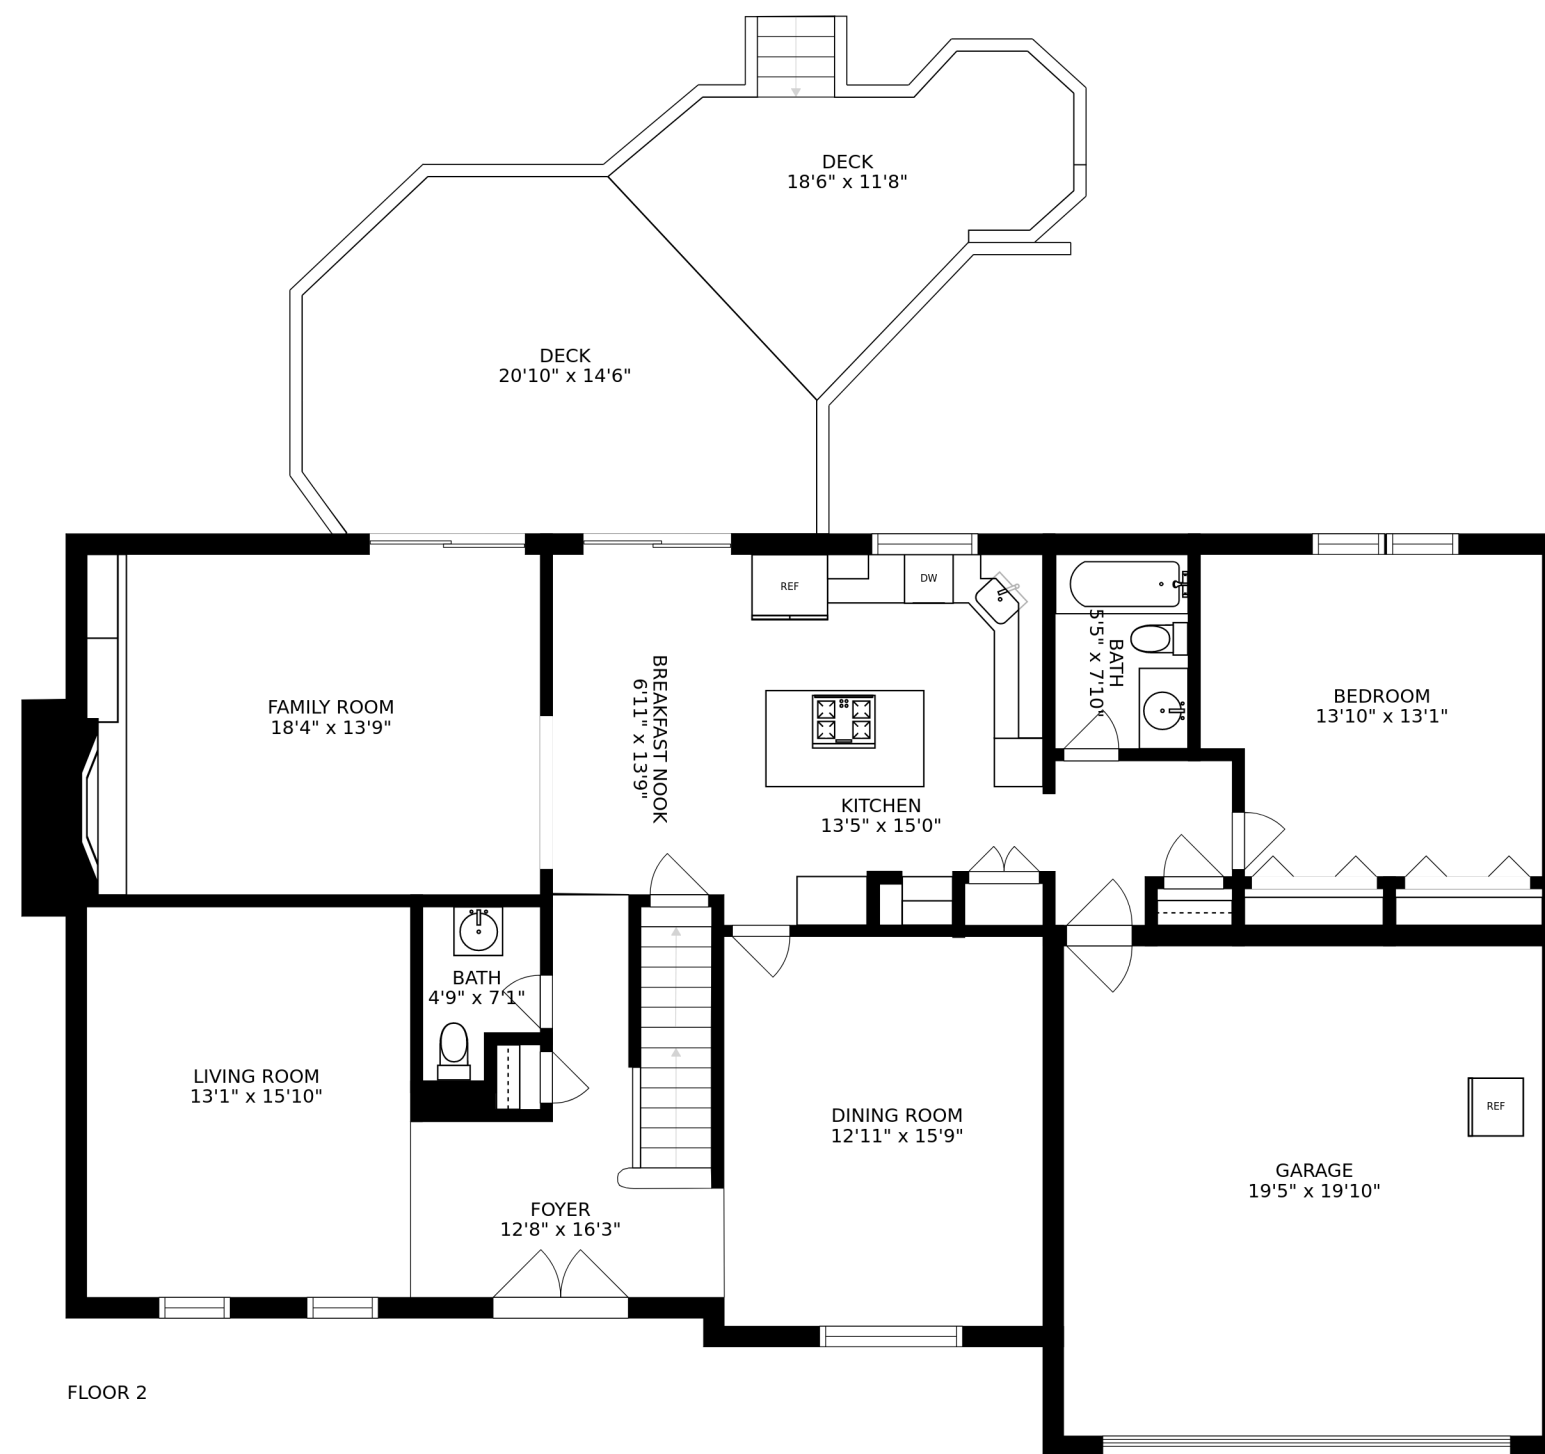 DECK
18'6" x 11'8"
DECK
20'10" x 14'6"
REF
DW
FAMILY ROOM
18'4" x 13'9"
BREAKFAST NOOK
6'11" x 13'9"
KITCHEN
13'5" x 15'0"
BATH
5'5" x 7'10"
BEDROOM
13'10" x 13'1"
BATH
4'9" x 7'1"
LIVING ROOM
13'1" x 15'10"
FOYER
12'8" x 16'3"
DINING ROOM
12'11" x 15'9"
REF
GARAGE
19'5" x 19'10"
FLOOR 2